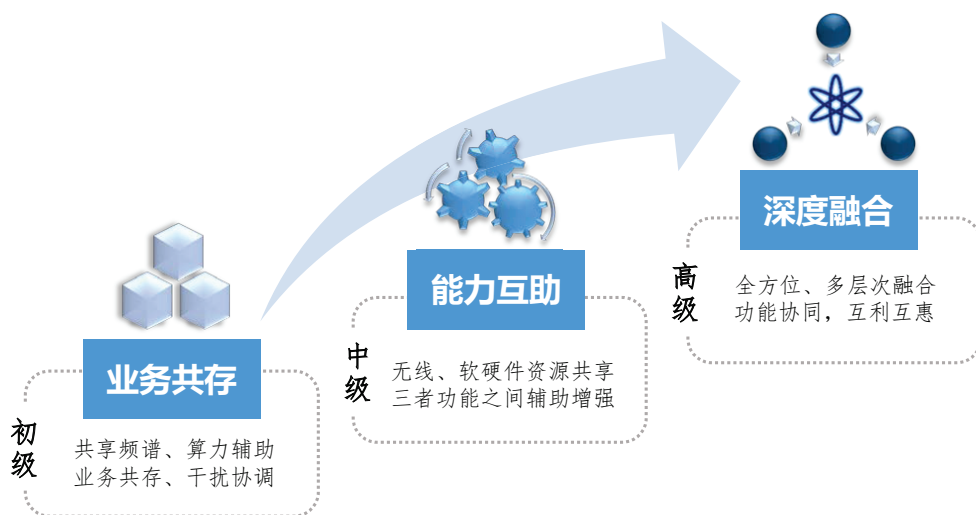 业务共存
初级
共享频谱、算力辅助
业务共存、干扰协调
能力互助
中级
无线、软硬件资源共享
三者功能之间辅助增强
深度融合
高级
全方位、多层次融合
功能协同，互利互惠